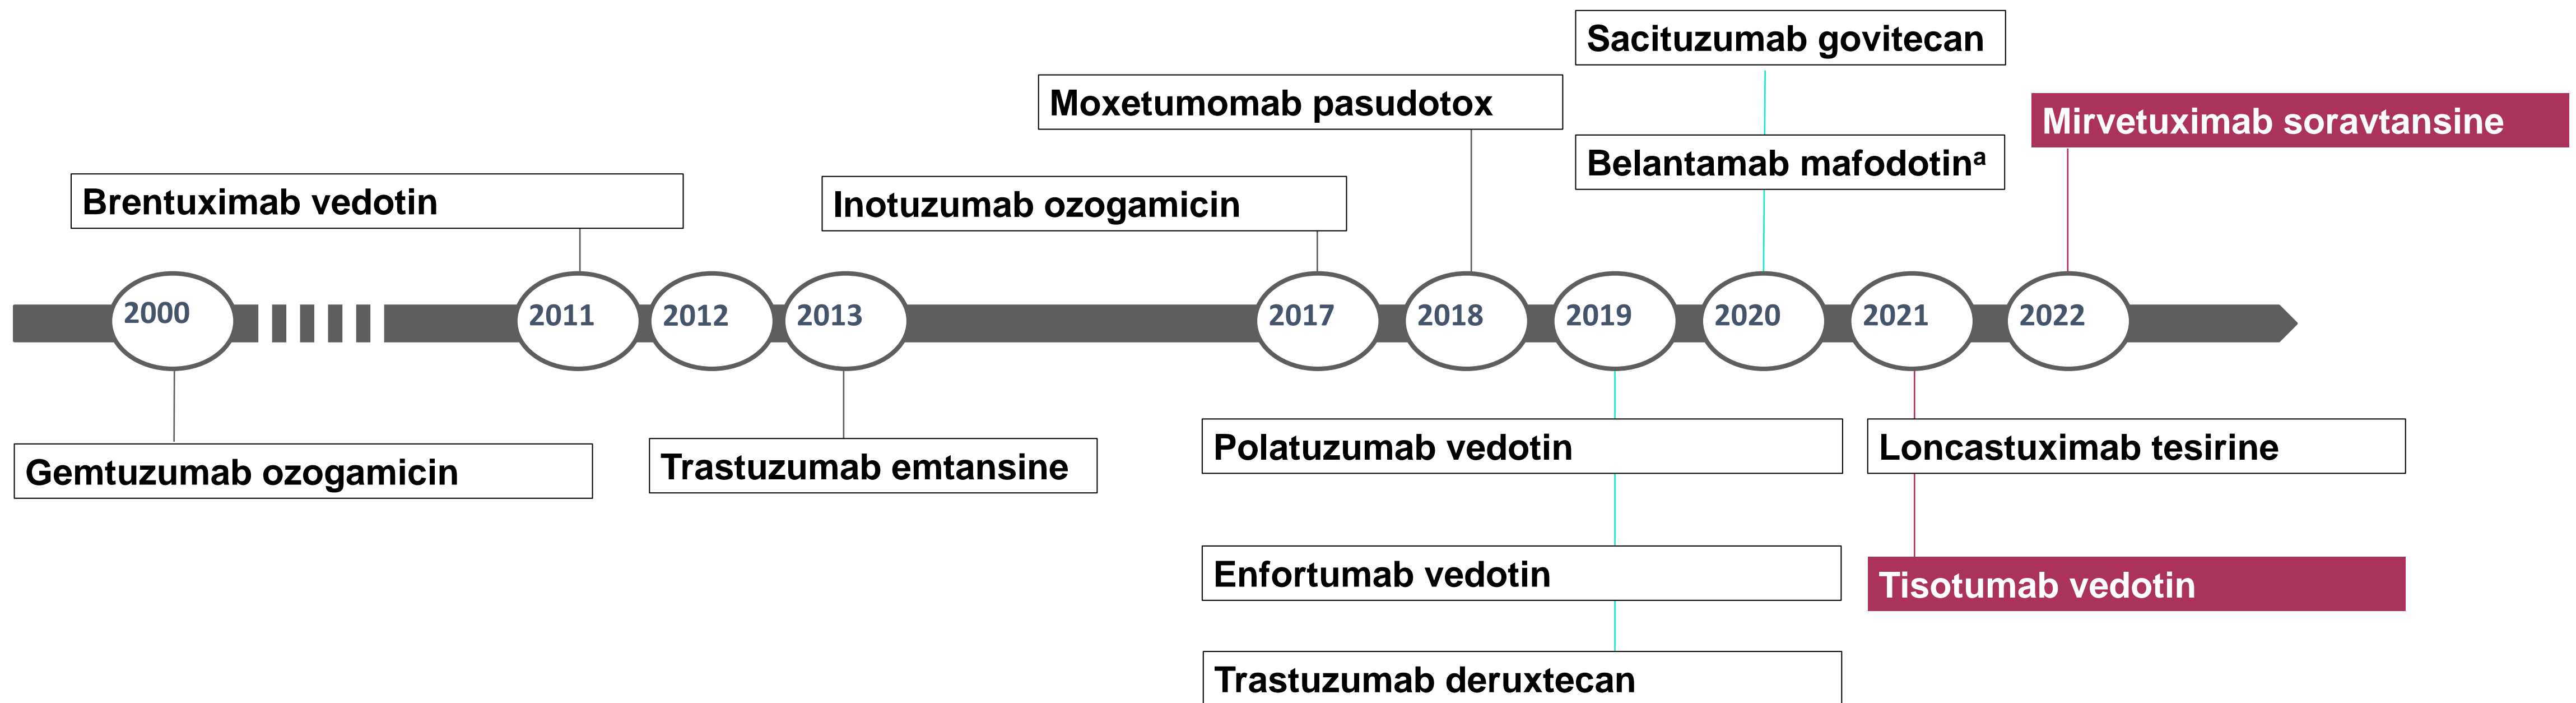 Sacituzumab govitecan
Moxetumomab pasudotox
Mirvetuximab soravtansine
Belantamab mafodotinᵃ
Brentuximab vedotin
Inotuzumab ozogamicin
2000
2011
2012
2013
2017
2018
2019
2020
2021
2022
Gemtuzumab ozogamicin
Trastuzumab emtansine
Polatuzumab vedotin
Loncastuximab tesirine
Enfortumab vedotin
Tisotumab vedotin
Trastuzumab deruxtecan